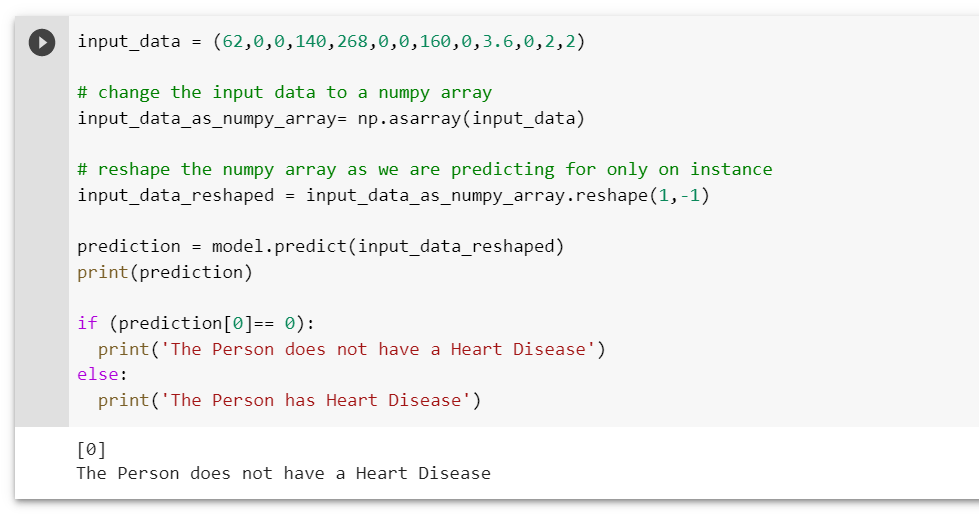 input_data = (62,0,0,140,268,0,0,160,0,3.6,0,2,2)
# change the input data to a numpy array
input_data_as_numpy_array= np.asarray(input_data)
# reshape the numpy array as we are predicting for only on instance
input_data_reshaped = input_data_as_numpy_array.reshape(1,-1)
prediction = model.predict(input_data_reshaped)
print(prediction)
if (prediction[0]== 0):
  print('The Person does not have a Heart Disease')
else:
  print('The Person has Heart Disease')
[0]
The Person does not have a Heart Disease